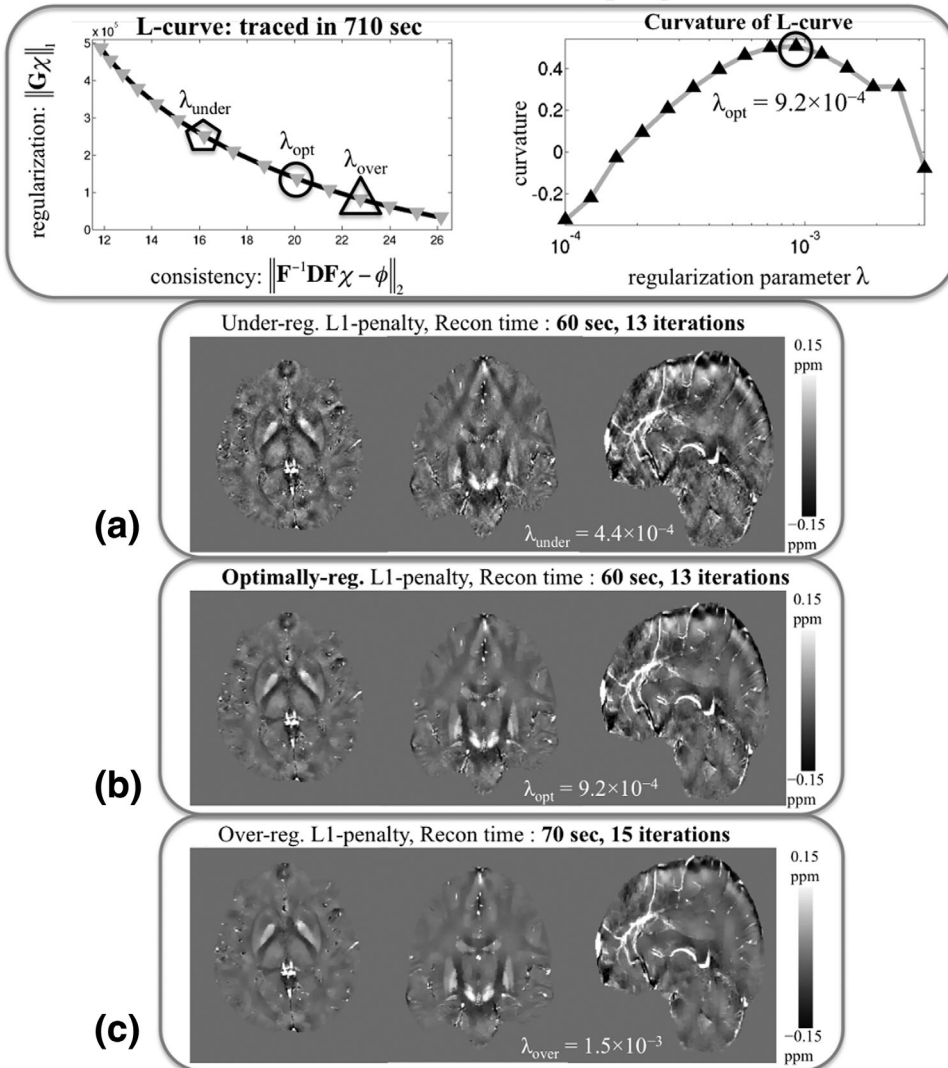 L-curve: traced in 710 sec
×10⁵
5
4
3
2
1
0
regularization: ‖Gχ‖₁
λunder
λopt
λover
12 14 16 18 20 22 24 26
consistency: ‖F⁻¹DFχ − ϕ‖₂
Curvature of L-curve
0.4
0.2
0
-0.2
curvature
λopt = 9.2×10⁻⁴
10⁻⁴ 10⁻³
regularization parameter λ
Under-reg. L1-penalty, Recon time : 60 sec, 13 iterations
0.15
ppm
−0.15
ppm
λunder = 4.4×10⁻⁴
(a)
Optimally-reg. L1-penalty, Recon time : 60 sec, 13 iterations
0.15
ppm
−0.15
ppm
λopt = 9.2×10⁻⁴
(b)
Over-reg. L1-penalty, Recon time : 70 sec, 15 iterations
0.15
ppm
−0.15
ppm
λover = 1.5×10⁻³
(c)